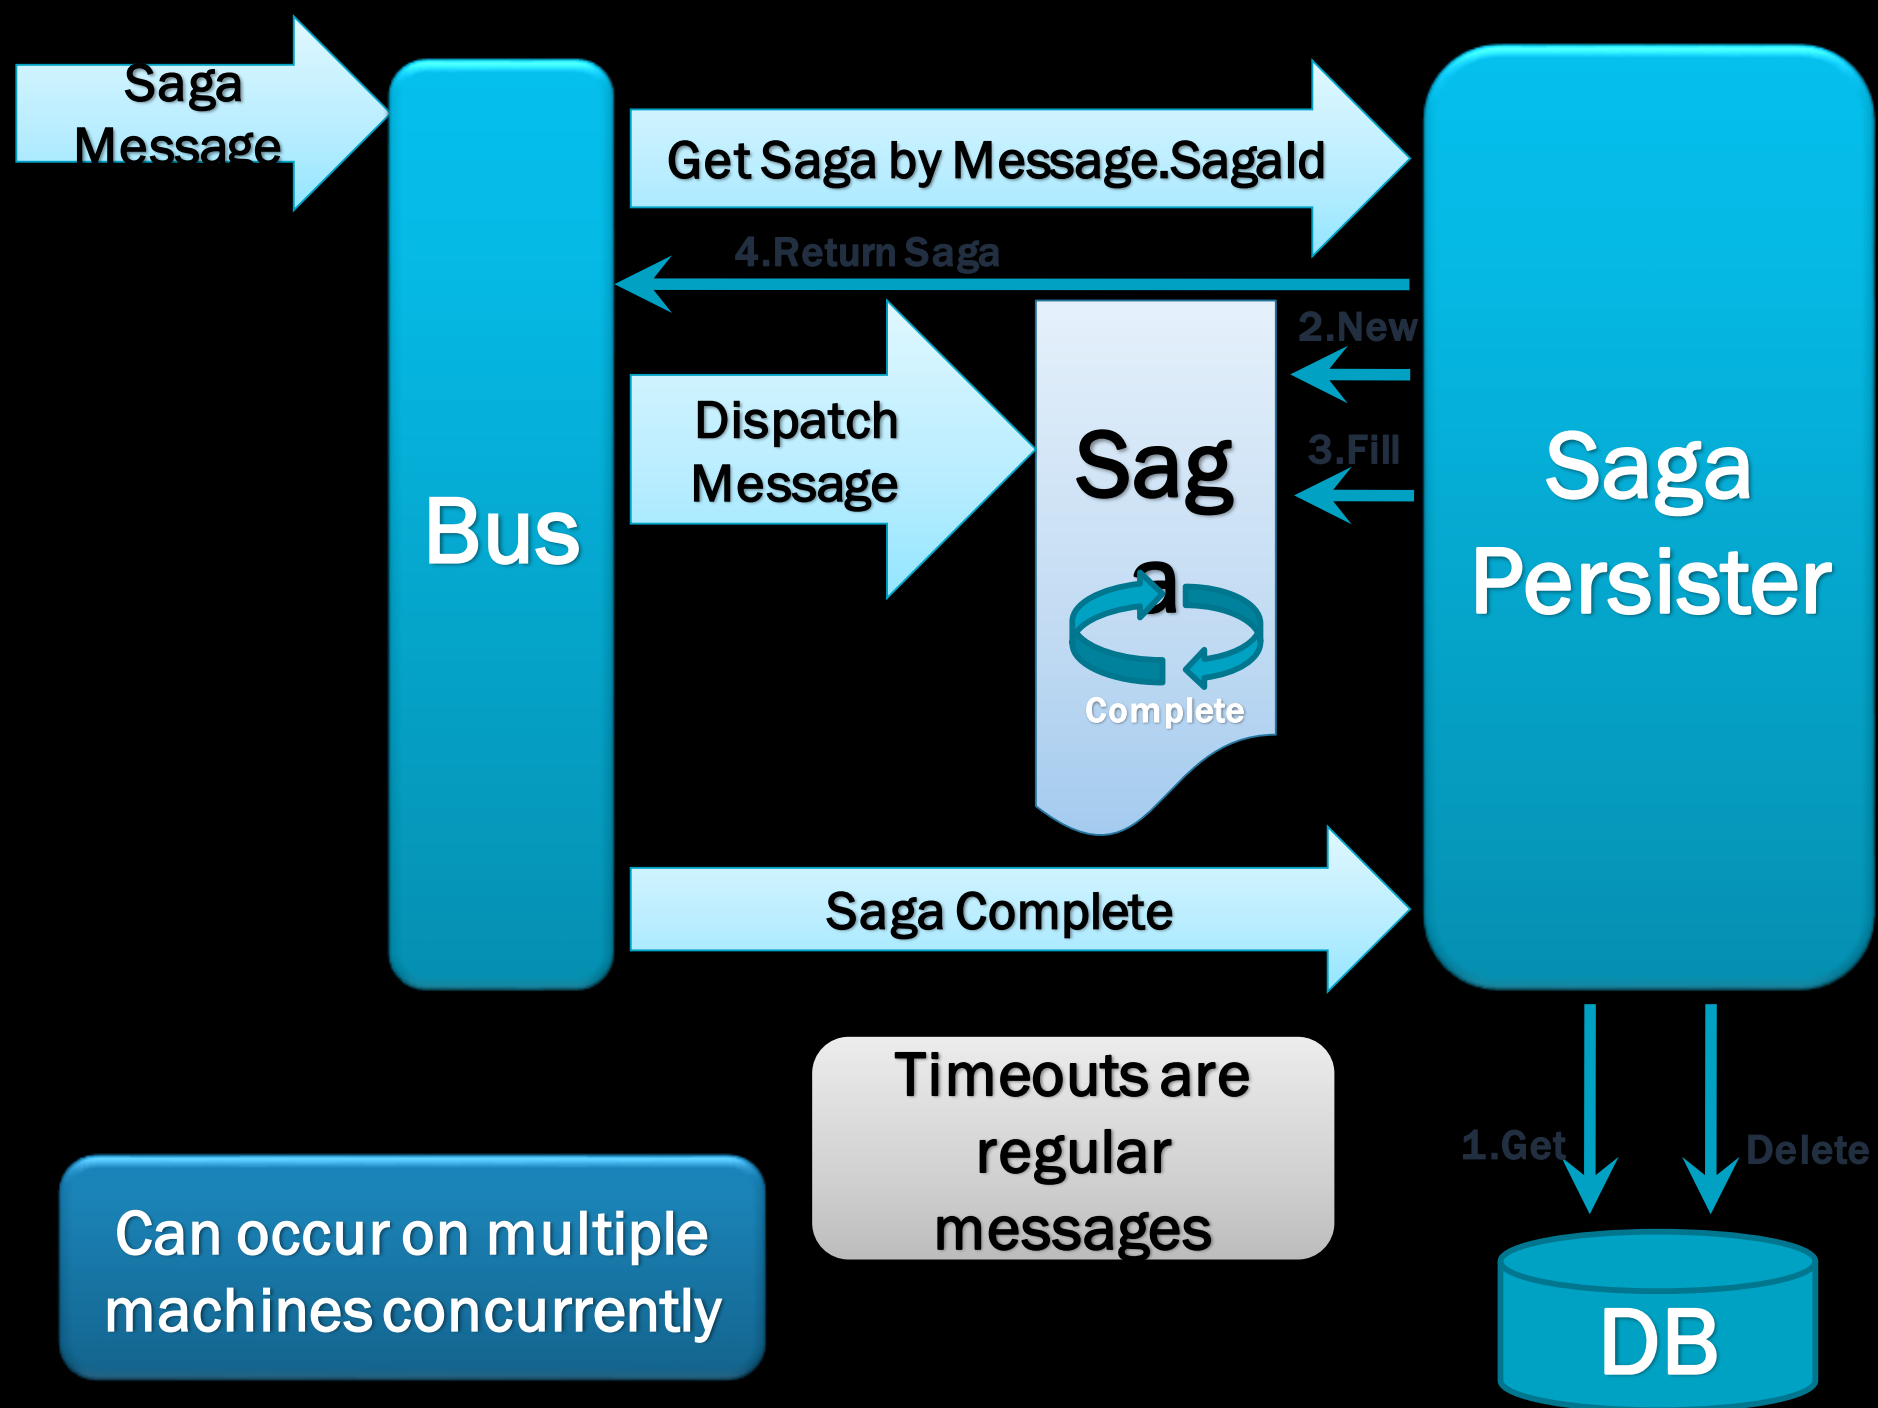 Saga
Message
Get Saga by Message.SagaId
4.Return Saga
2.New
3.Fill
Dispatch
Message
Sag
a
Complete
Bus
Saga
Persister
Saga Complete
Timeouts are
regular
messages
1.Get
Delete
Can occur on multiple
machines concurrently
DB